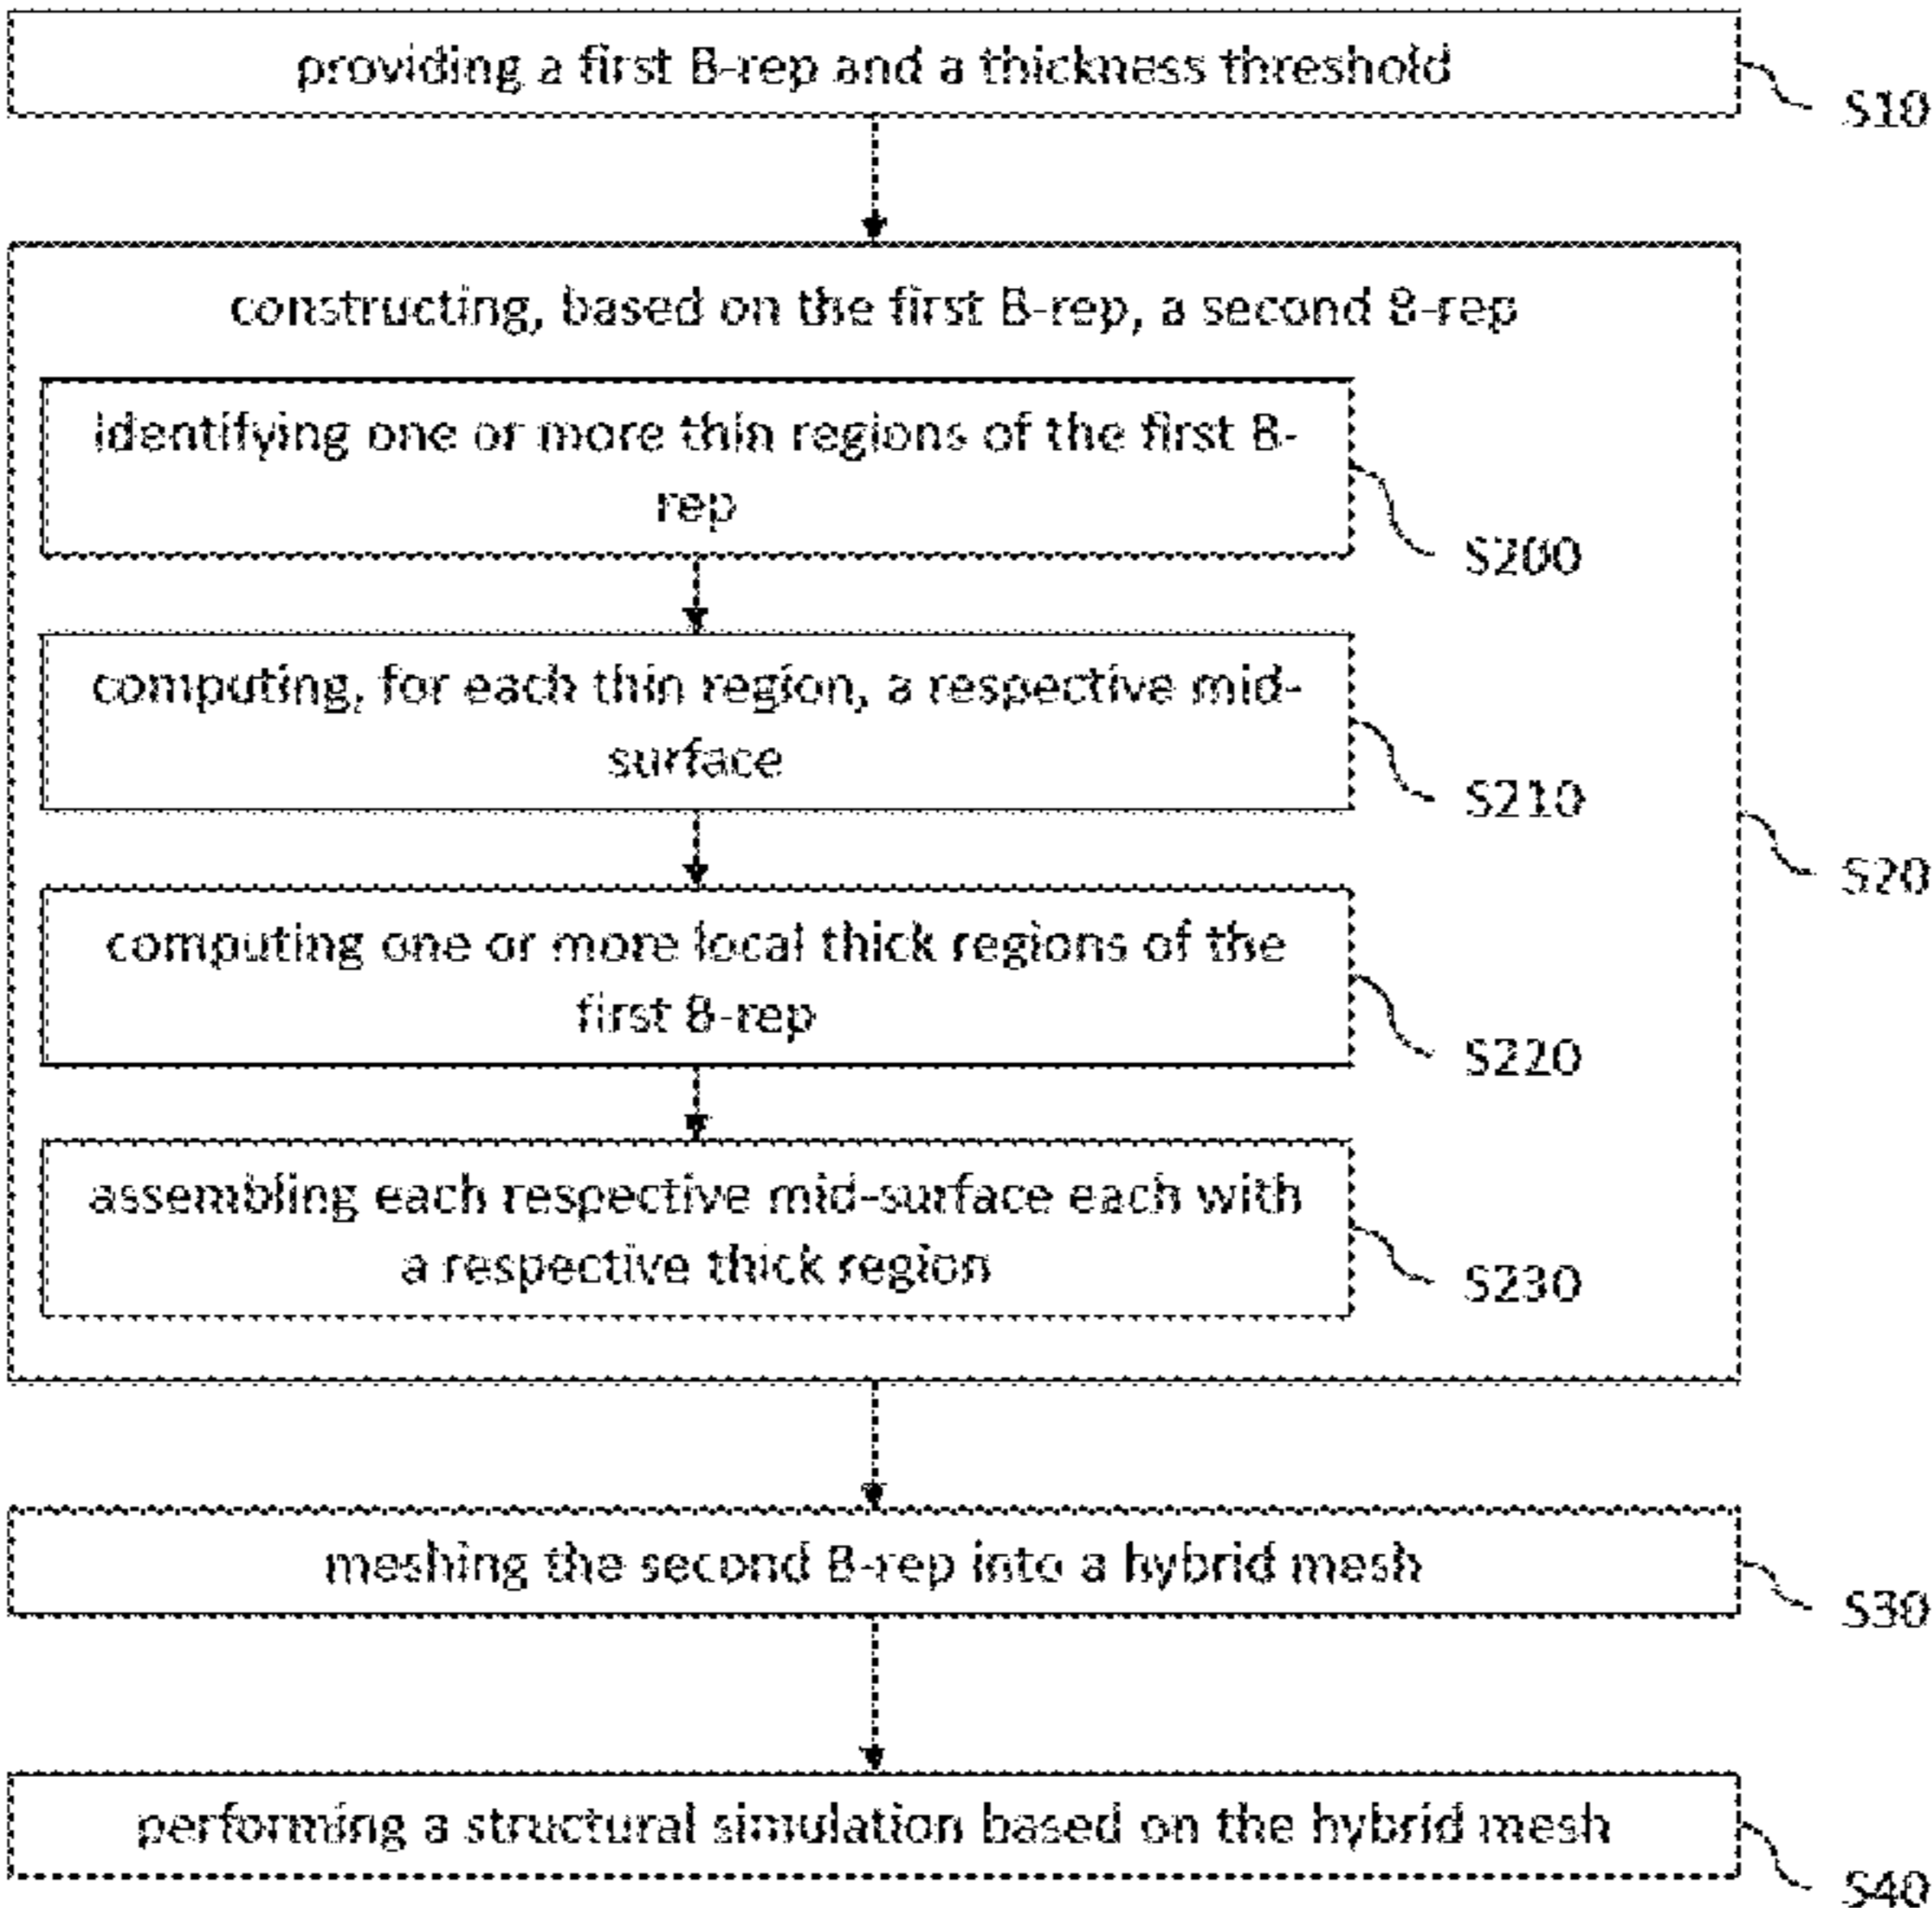 providing a first B-rep and a thickness threshold
S10
constructing, based on the first B-rep, a second B-rep
identifying one or more thin regions of the first B-
rep
S200
computing, for each thin region, a respective mid-
surface
S210
S20
computing one or more local thick regions of the
first B-rep
S220
assembling each respective mid-surface each with
a respective thick region
S230
meshing the second B-rep into a hybrid mesh
S30
performing a structural simulation based on the hybrid mesh
S40